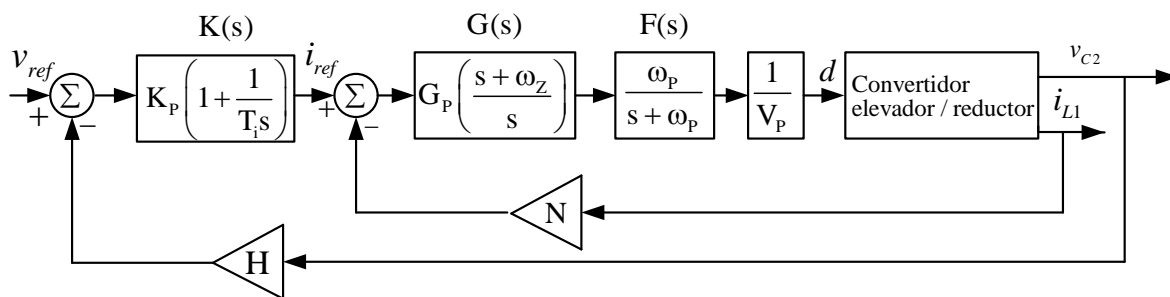 K(s)
G(s)
F(s)
v_ref
Σ
+
−
K_P(1+1/(T_i s))
i_ref
Σ
+
−
G_P((s+ω_Z)/s)
ω_P/(s+ω_P)
1/V_P
d
Convertidor
elevador / reductor
v_C2
i_L1
N
H